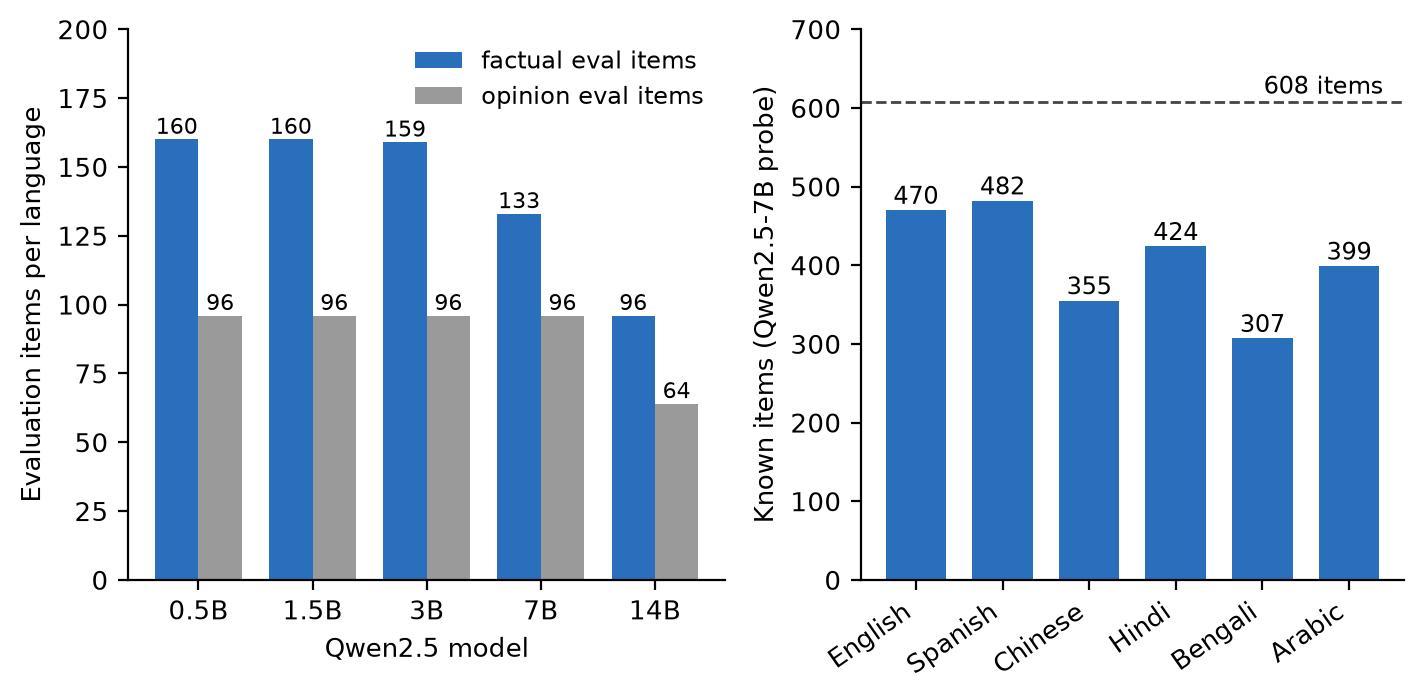 Evaluation items per language
200
175
150
125
100
75
50
25
0
factual eval items
opinion eval items
160
96
160
96
159
96
133
96
96
64
0.5B
1.5B
3B
7B
14B
Qwen2.5 model
Known items (Qwen2.5-7B probe)
700
600
500
400
300
200
100
0
608 items
470
482
355
424
307
399
English
Spanish
Chinese
Hindi
Bengali
Arabic